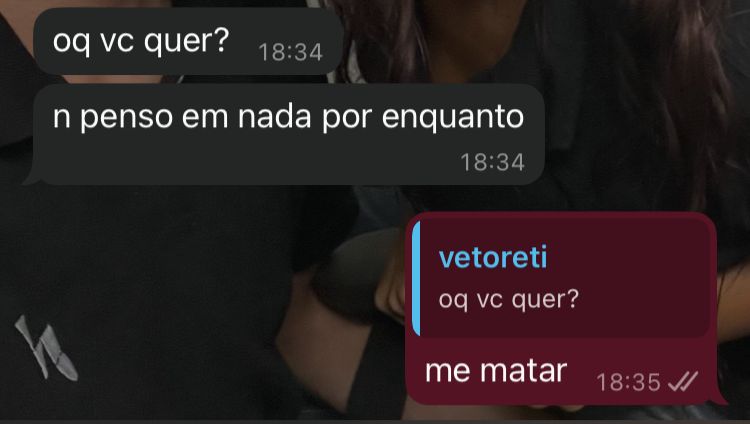 oq vc quer?
18:34
n penso em nada por enquanto
18:34
vetoreti
oq vc quer?
me matar
18:35